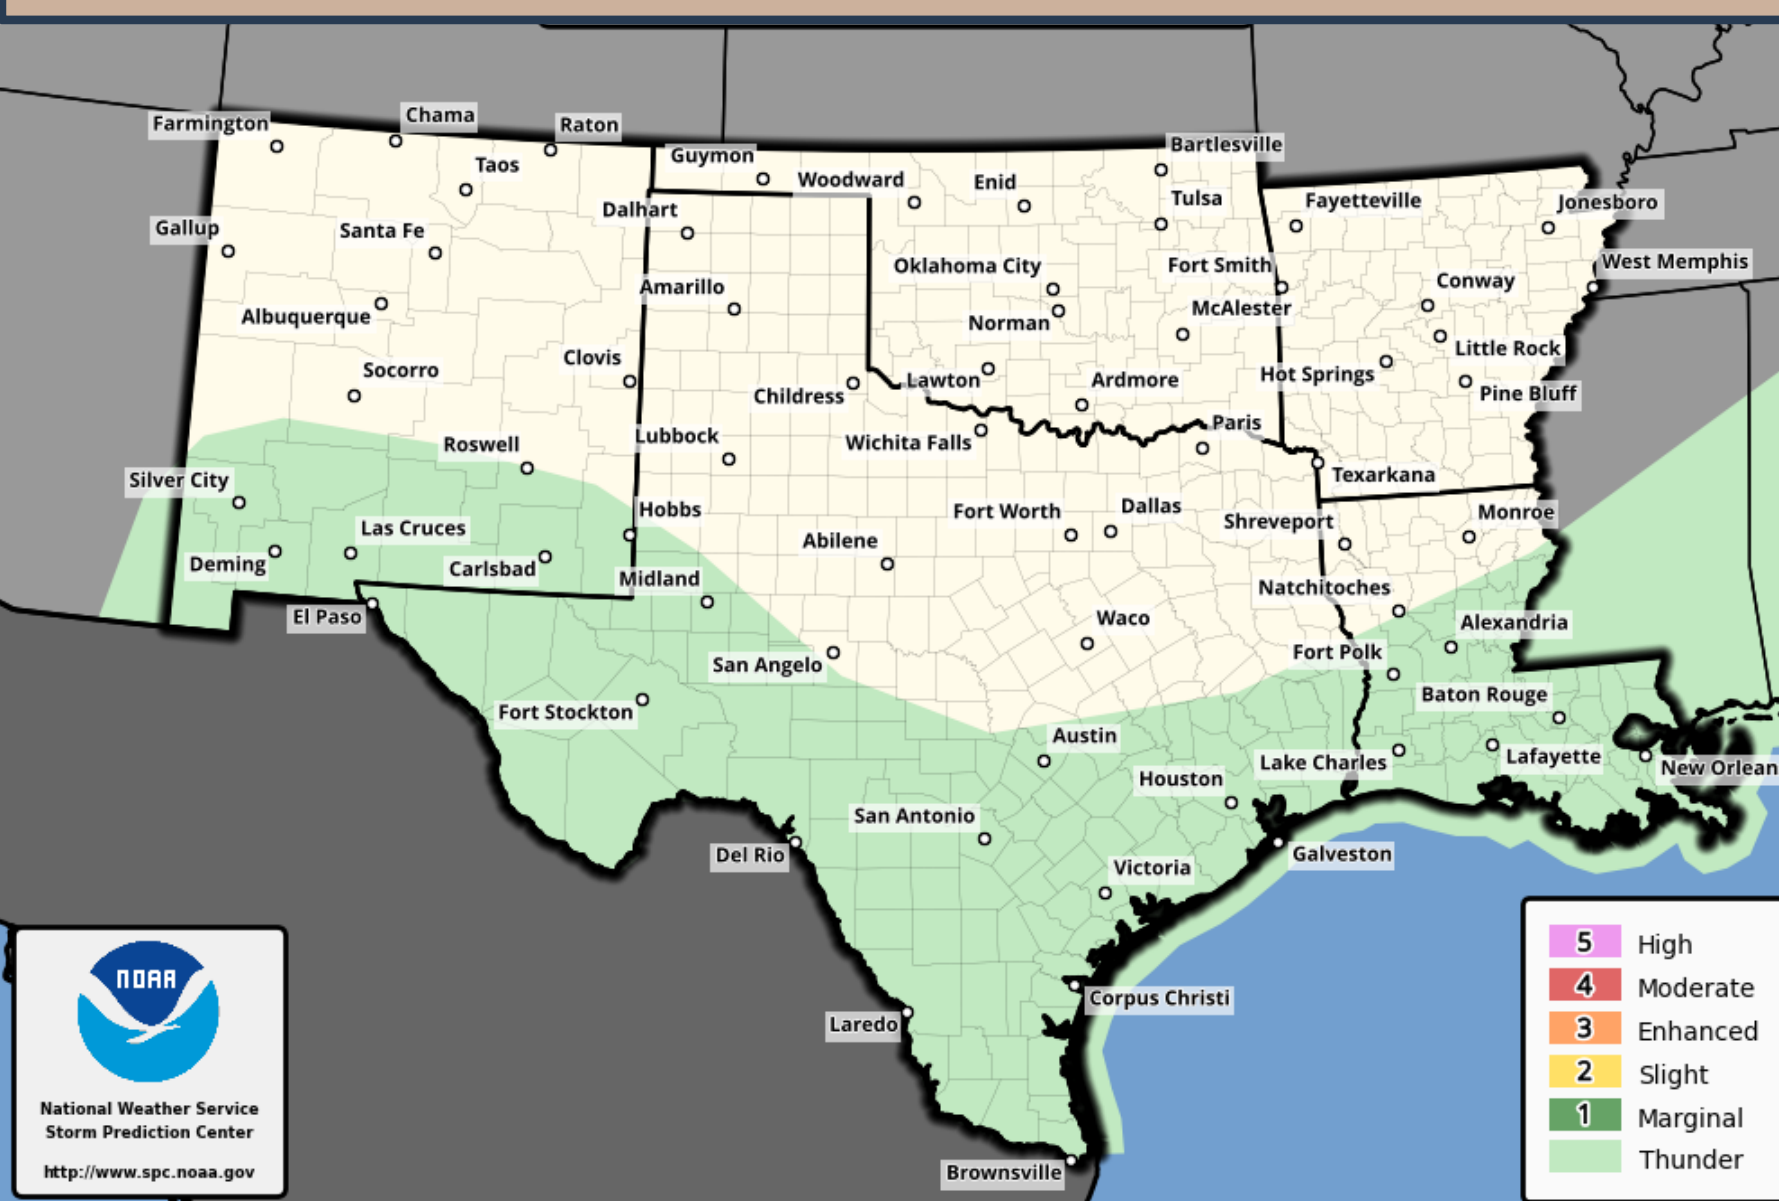 Chama
Farmington
Raton
Taos
Guymon
Woodward
Enid
Bartlesville
Tulsa
Fayetteville
Jonesboro
Dalhart
Gallup
Santa Fe
Oklahoma City
Fort Smith
West Memphis
Amarillo
Conway
Albuquerque
Norman
McAlester
Little Rock
Socorro
Clovis
Childress
Lawton
Ardmore
Hot Springs
Pine Bluff
Roswell
Lubbock
Wichita Falls
Paris
Texarkana
Silver City
Hobbs
Fort Worth
Dallas
Shreveport
Monroe
Las Cruces
Abilene
Deming
Carlsbad
Midland
Natchitoches
El Paso
Waco
Alexandria
San Angelo
Fort Polk
Baton Rouge
Fort Stockton
Austin
Lake Charles
Lafayette
New Orlean
Houston
San Antonio
Del Rio
Galveston
Victoria
Corpus Christi
Laredo
Brownsville
NOAA
National Weather Service
Storm Prediction Center
http://www.spc.noaa.gov
5 High
4 Moderate
3 Enhanced
2 Slight
1 Marginal
Thunder